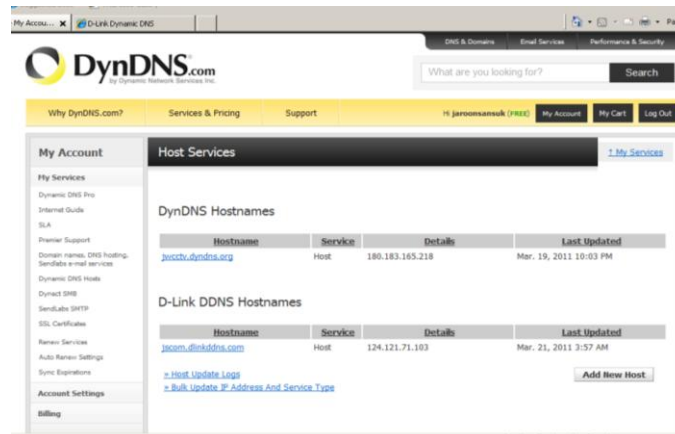 My Accou...
D-Link Dynamic DNS
DNS & Domains
Email Services
Performance & Security
DynDNS.com
by Dynamic Network Services Inc.
What are you looking for?
Search
Why DynDNS.com?
Services & Pricing
Support
Hi jaroomsansuk (FREE)
My Account
My Cart
Log Out
My Account
Host Services
↑ My Services
My Services
Dynamic DNS Pro
Internet Guide
SLA
Premier Support
Domain names, DNS hosting,
Sendlabs e-mail services
Dynamic DNS Hosts
Dynect SMB
SendLabs SMTP
SSL Certificates
Renew Services
Auto Renew Settings
Sync Expirations
Account Settings
Billing
DynDNS Hostnames
Hostname Service Details Last Updated
jwcctv.dyndns.org Host 180.183.165.218 Mar. 19, 2011 10:03 PM
D-Link DDNS Hostnames
Hostname Service Details Last Updated
jscom.dlinkddns.com Host 124.121.71.103 Mar. 21, 2011 3:57 AM
» Host Update Logs
» Bulk Update IP Address And Service Type
Add New Host